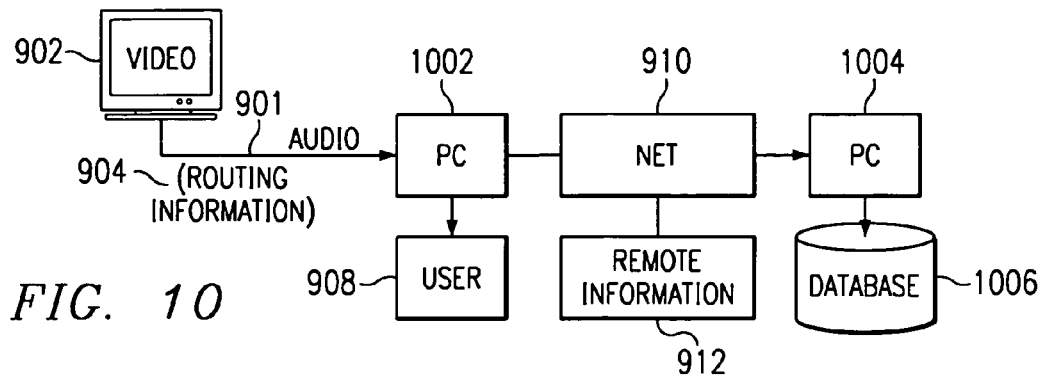 902
VIDEO
901
AUDIO
904
(ROUTING
INFORMATION)
1002
PC
910
NET
1004
PC
908
USER
REMOTE
INFORMATION
912
DATABASE
1006
FIG. 10